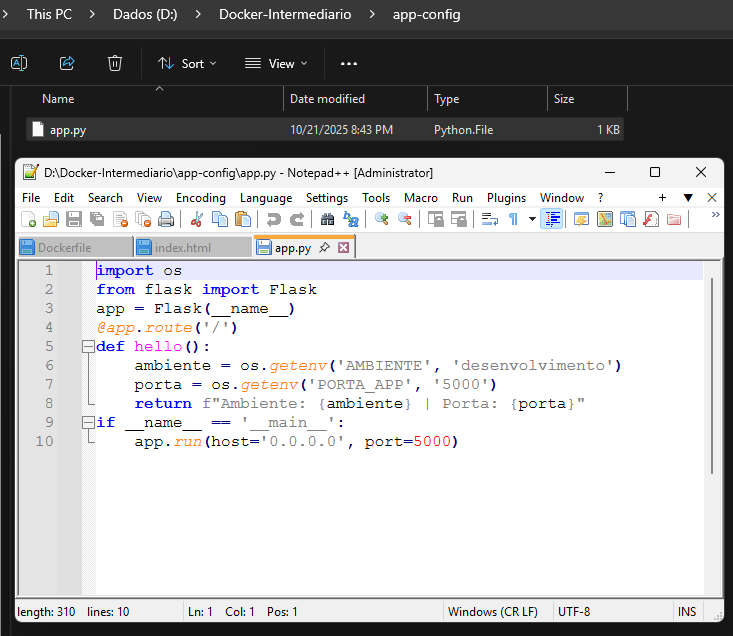 This PC > Dados (D:) > Docker-Intermediario > app-config
Sort View
Name Date modified Type Size
app.py 10/21/2025 8:43 PM Python.File 1 KB
D:\Docker-Intermediario\app-config\app.py - Notepad++ [Administrator]
File Edit Search View Encoding Language Settings Tools Macro Run Plugins Window ?
Dockerfile index.html app.py
1 import os
2 from flask import Flask
3 app = Flask(__name__)
4 @app.route('/')
5 def hello():
6     ambiente = os.getenv('AMBIENTE', 'desenvolvimento')
7     porta = os.getenv('PORTA_APP', '5000')
8     return f"Ambiente: {ambiente} | Porta: {porta}"
9 if __name__ == '__main__':
10     app.run(host='0.0.0.0', port=5000)
length: 310 lines: 10 Ln: 1 Col: 1 Pos: 1 Windows (CR LF) UTF-8 INS